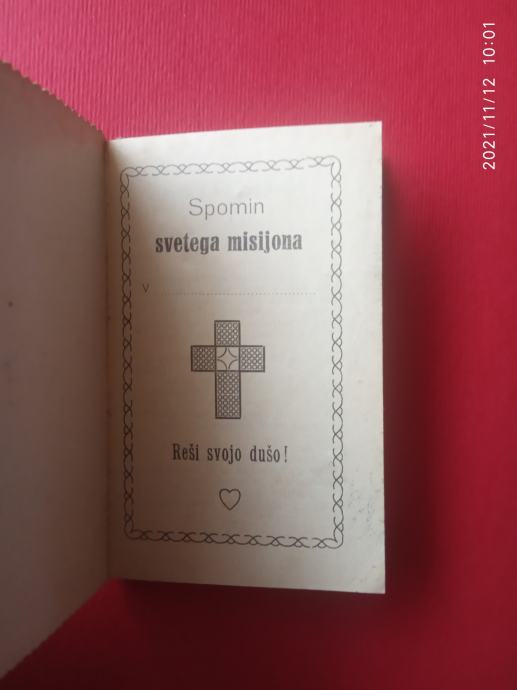 Spomin
svetega misijona
v
Reši svojo dušo!
2021/11/12 10:01